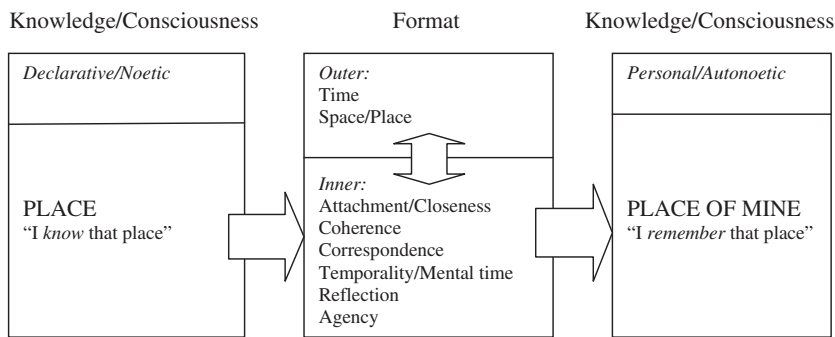 Knowledge/Consciousness
Declarative/Noetic
PLACE
“I know that place”
Format
Outer:
Time
Space/Place
Inner:
Attachment/Closeness
Coherence
Correspondence
Temporality/Mental time
Reflection
Agency
Knowledge/Consciousness
Personal/Autonoetic
PLACE OF MINE
“I remember that place”